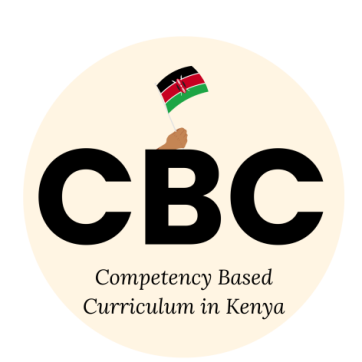 CBC
Competency Based
Curriculum in Kenya